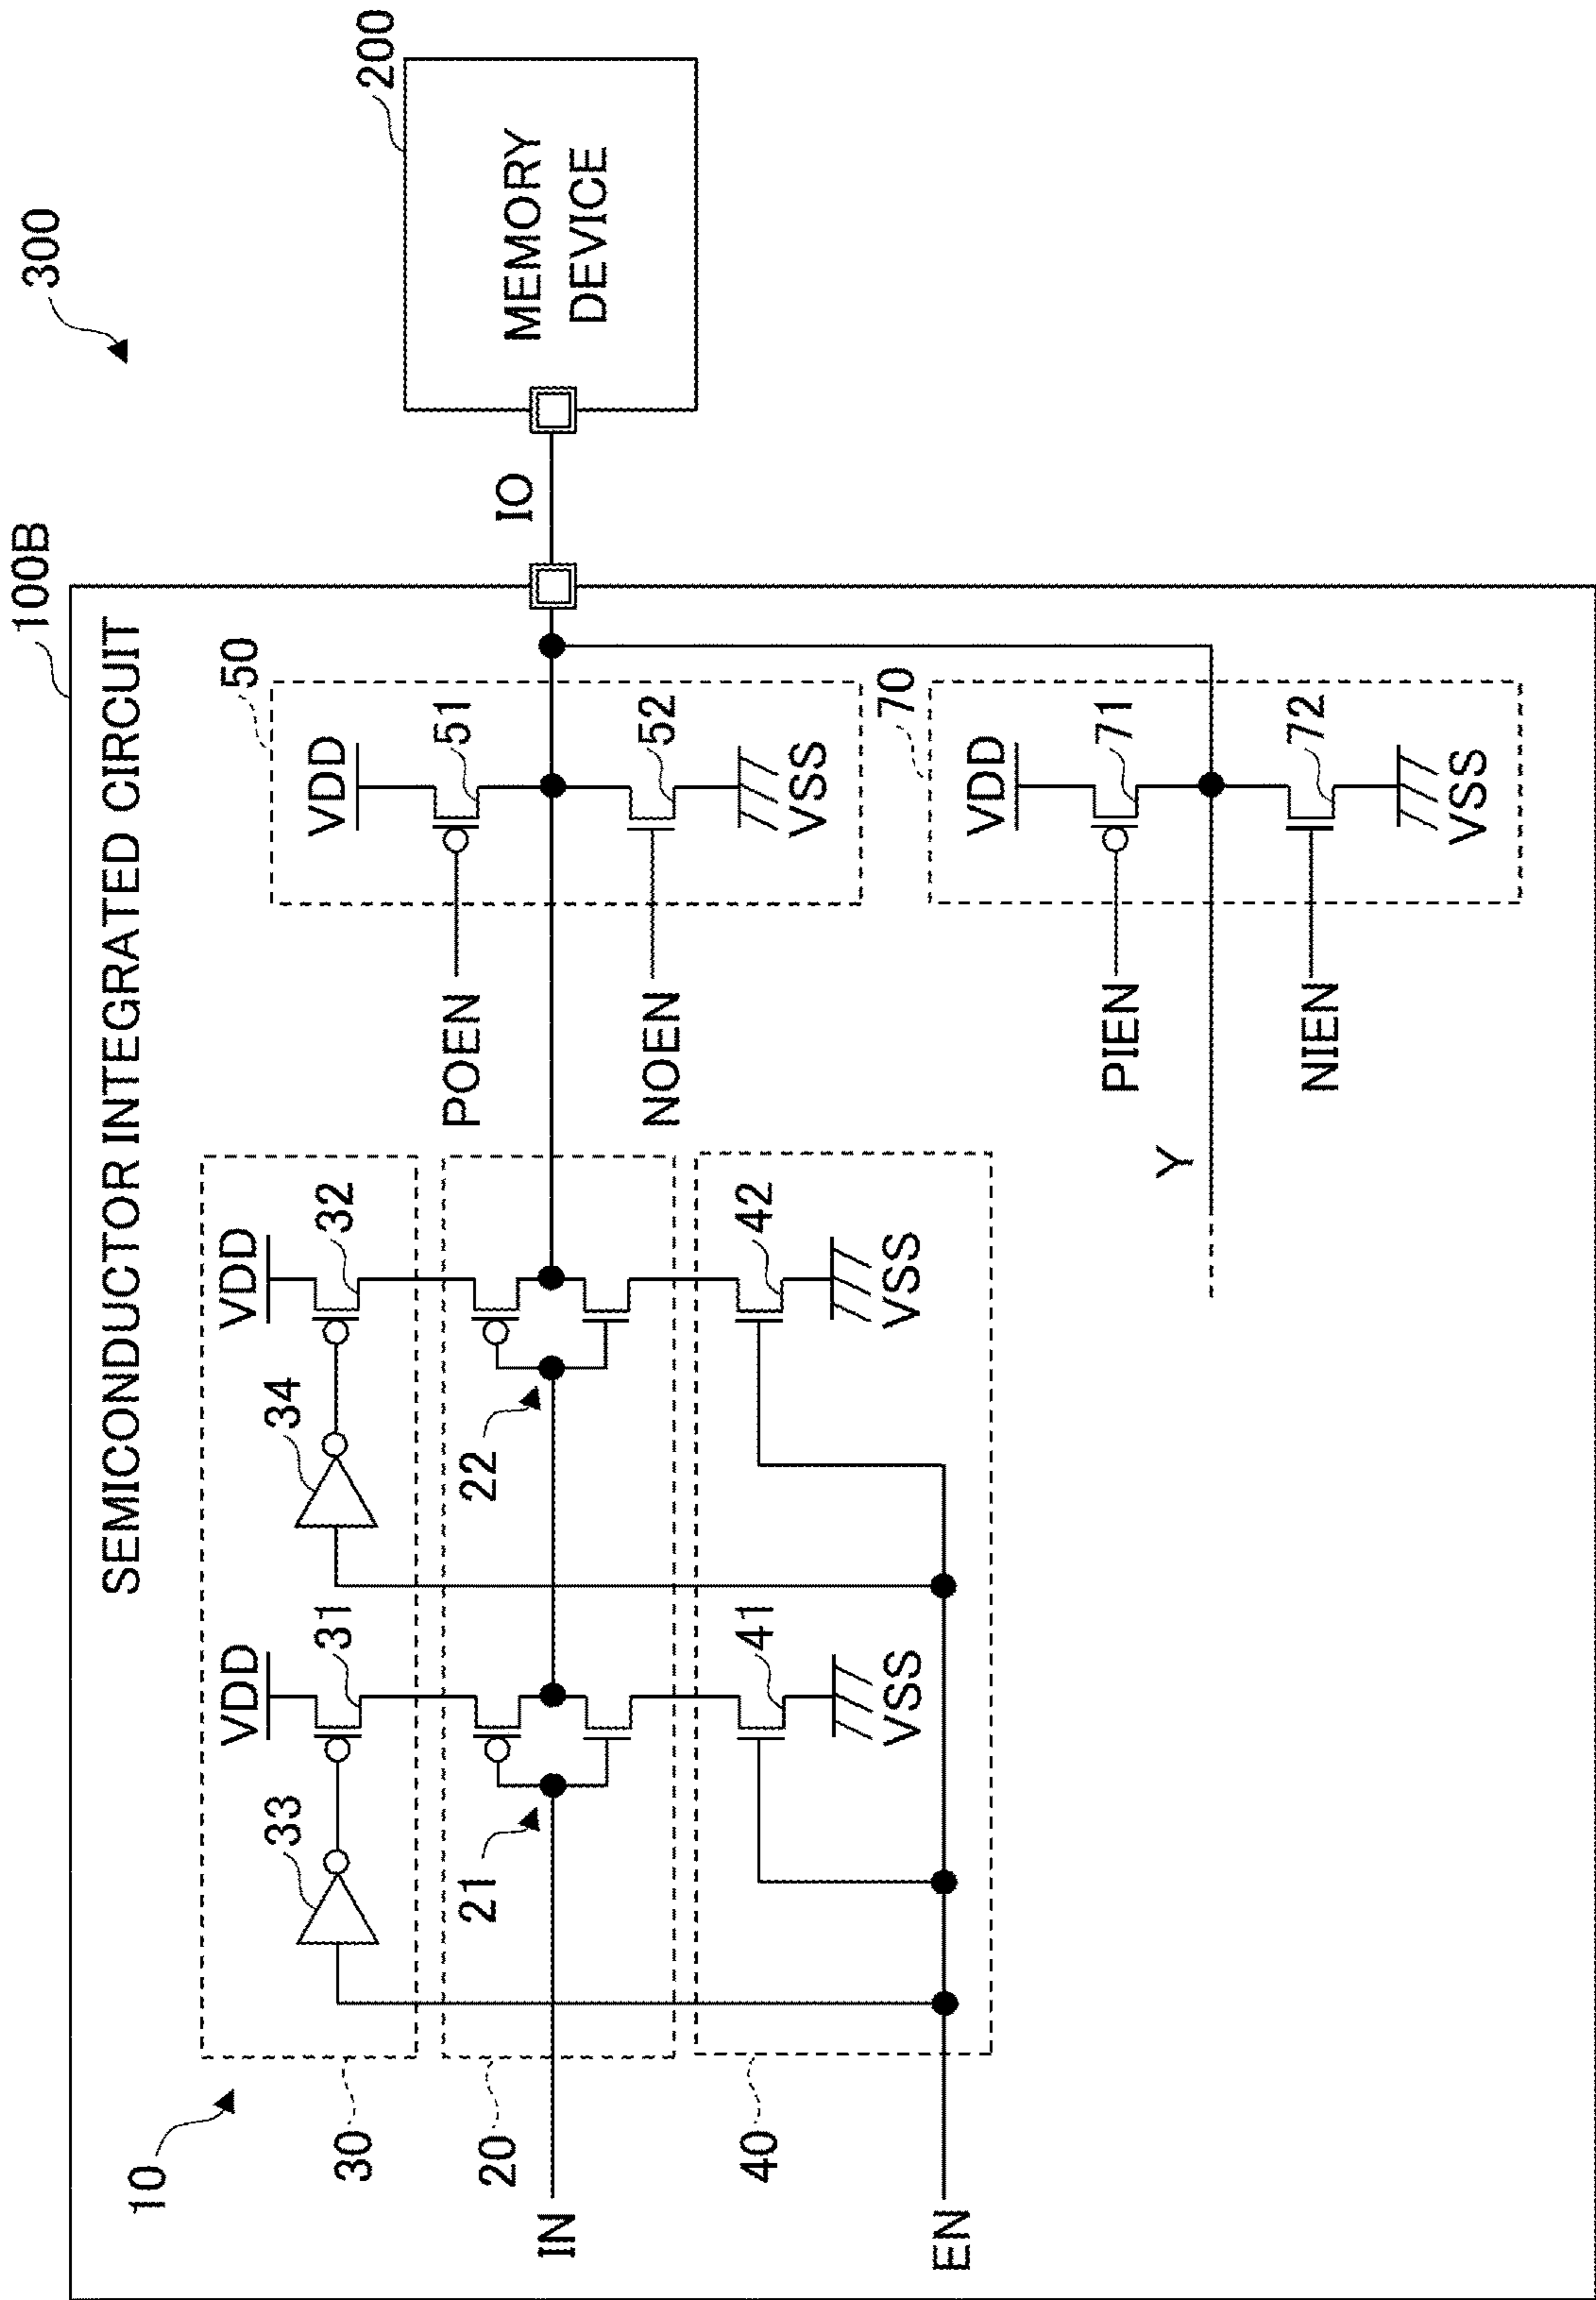 300
100B
SEMICONDUCTOR INTEGRATED CIRCUIT
200
MEMORY
DEVICE
IO
10
30
33
VDD
31
34
VDD
32
20
IN
21
22
40
EN
41
VSS
42
VSS
50
VDD
51
POEN
NOEN
52
VSS
70
VDD
71
PIEN
Y
NIEN
72
VSS